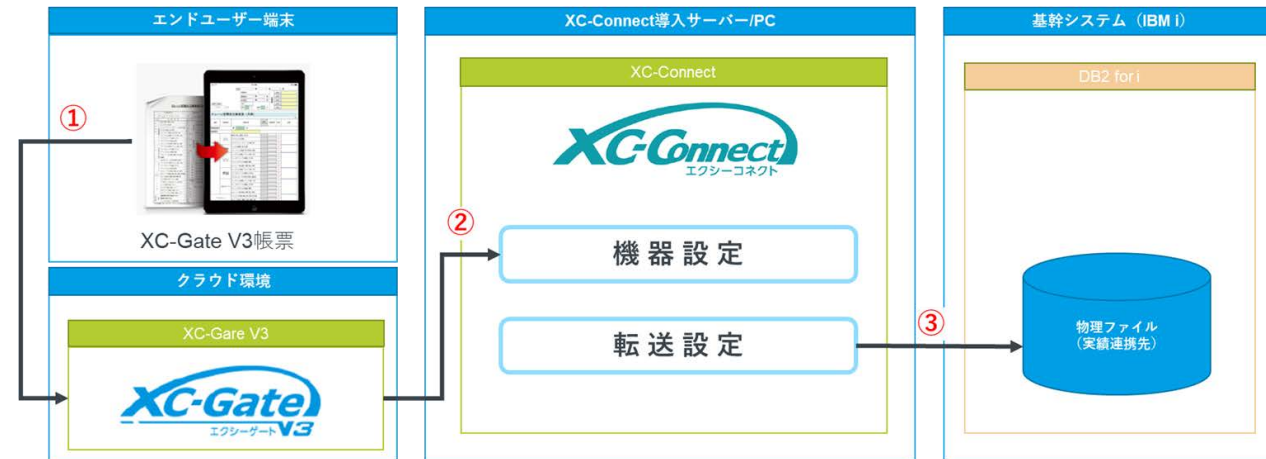 エンドユーザー端末
①
XC-Gate V3帳票
クラウド環境
XC-Gare V3
XC-Gate
エクシーゲート V3
XC-Connect導入サーバー/PC
XC-Connect
XC-Connect
エクシーコネクト
②
機器設定
転送設定
③
基幹システム（IBM i）
DB2 for i
物理ファイル
（実績連携先）